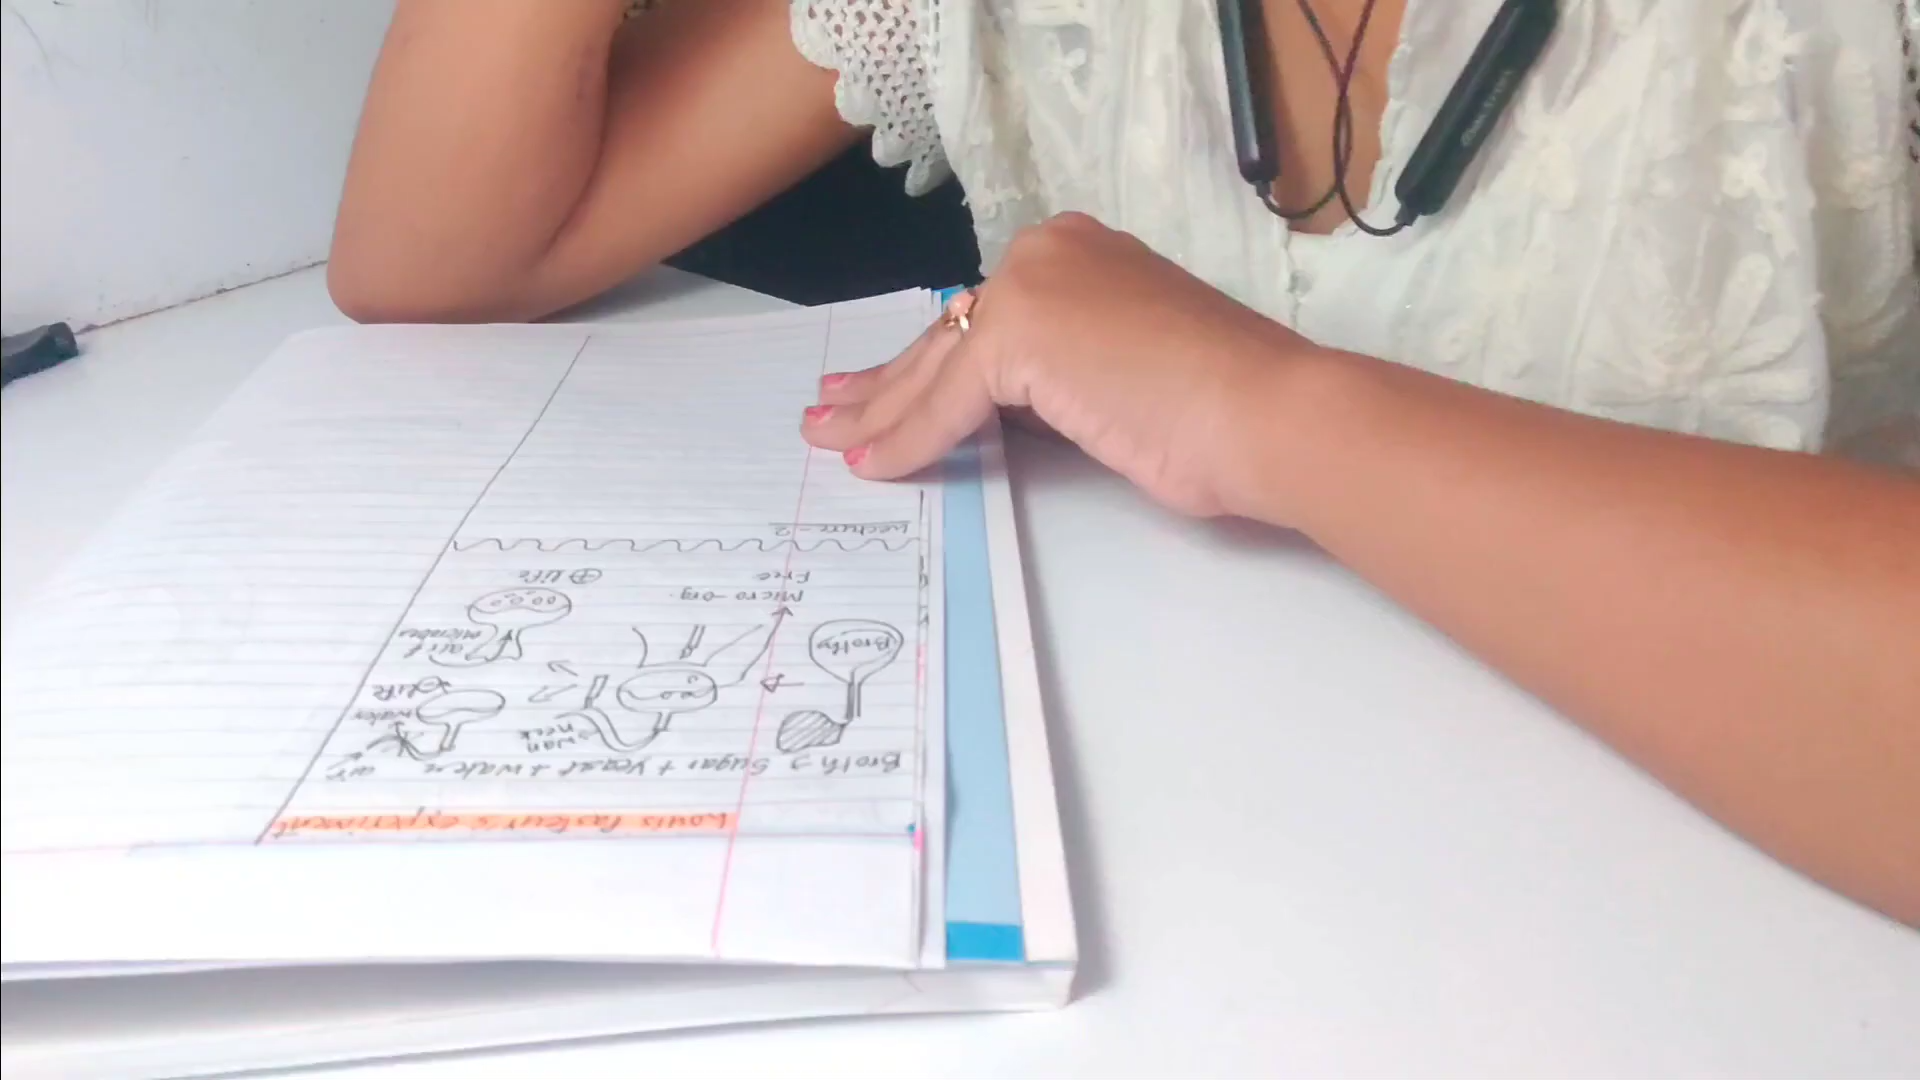 Louis Pasteur's experiment
Broth → Sugar + yeast + water
air
Swan
neck
water
life
Broth
air &
microbes
Micro-org.
Free
⊕ life
Lecture-2